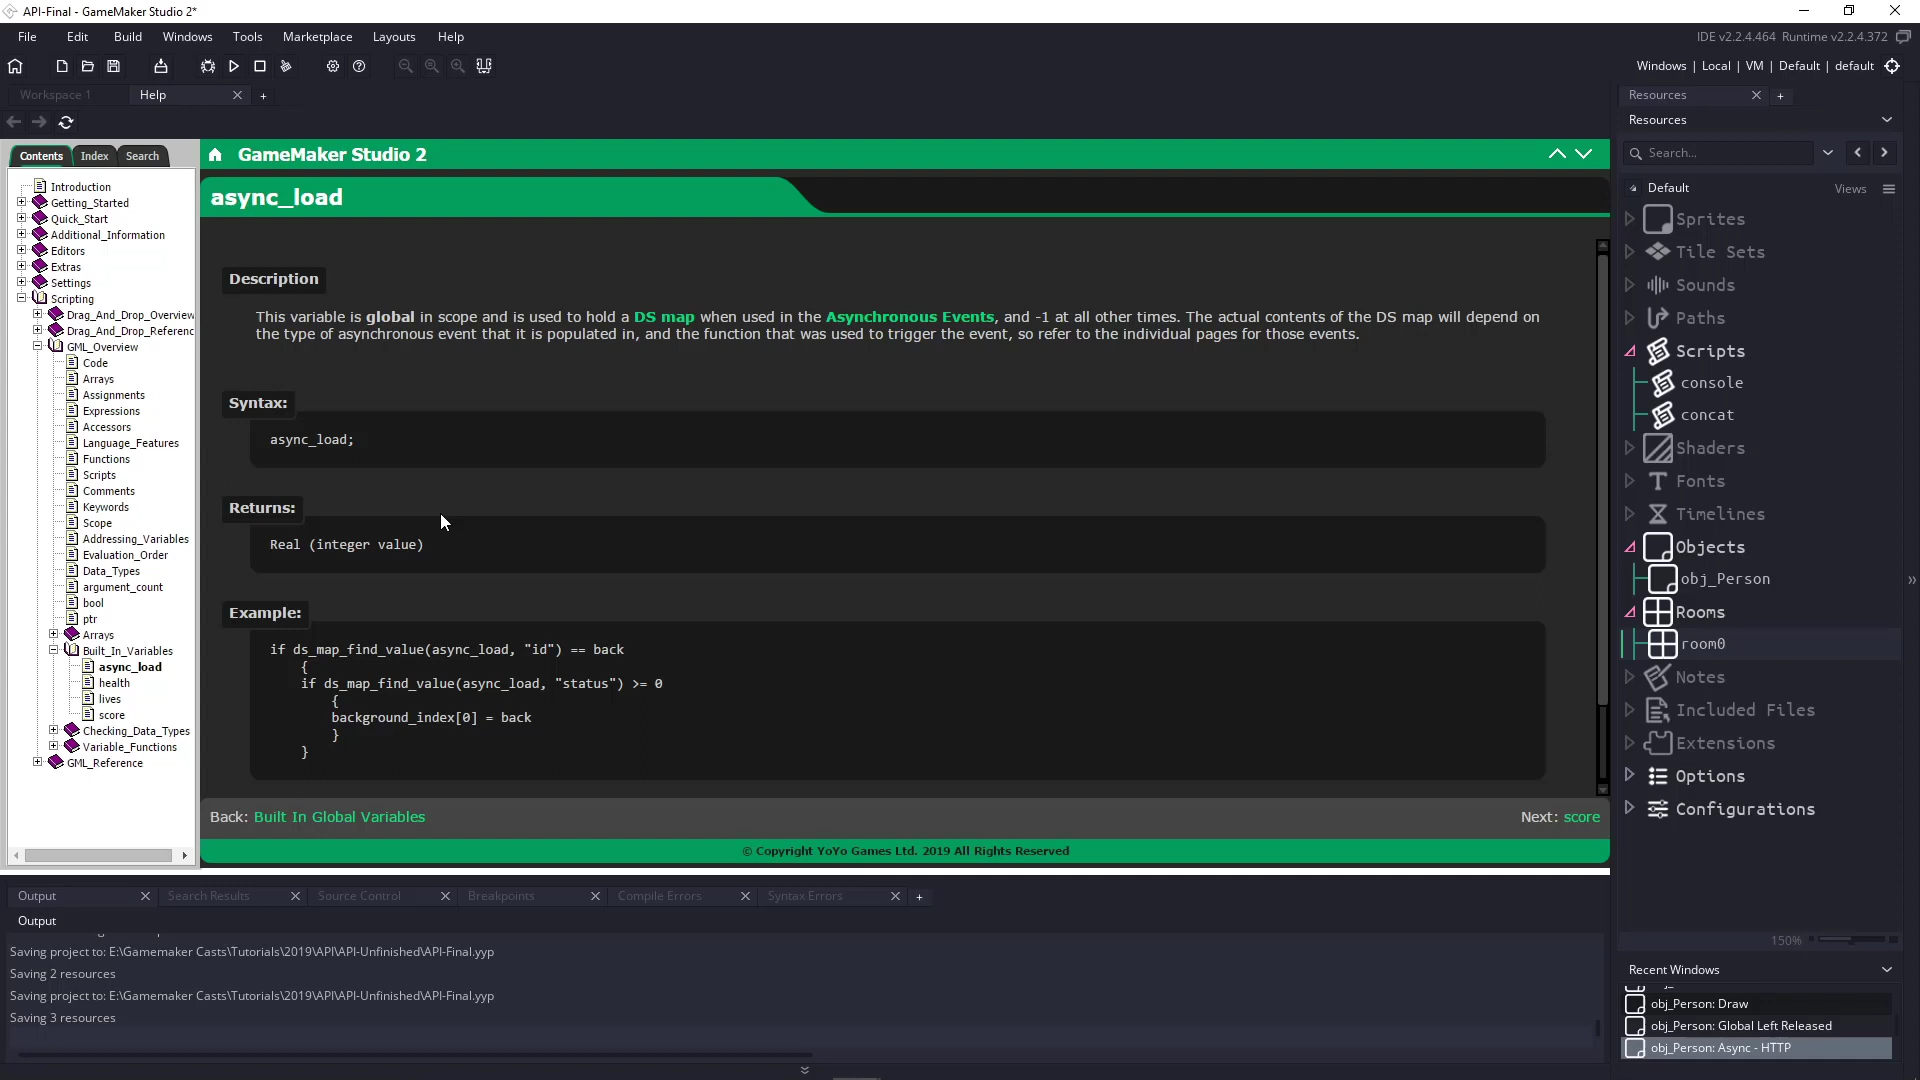 API-Final - GameMaker Studio 2*
File Edit Build Windows Tools Marketplace Layouts Help
IDE v2.2.4.464 Runtime v2.2.4.372
Windows | Local | VM | Default | default
Workspace 1 Help
Contents Index Search
Introduction
Getting_Started
Quick_Start
Additional_Information
Editors
Extras
Settings
Scripting
Drag_And_Drop_Overview
Drag_And_Drop_Referenc
GML_Overview
Code
Arrays
Assignments
Expressions
Accessors
Language_Features
Functions
Scripts
Comments
Keywords
Scope
Addressing_Variables
Evaluation_Order
Data_Types
argument_count
bool
ptr
Arrays
Built_In_Variables
async_load
health
lives
score
Checking_Data_Types
Variable_Functions
GML_Reference
GameMaker Studio 2
async_load
Description
This variable is global in scope and is used to hold a DS map when used in the Asynchronous Events, and -1 at all other times. The actual contents of the DS map will depend on
the type of asynchronous event that it is populated in, and the function that was used to trigger the event, so refer to the individual pages for those events.
Syntax:
async_load;
Returns:
Real (integer value)
Example:
if ds_map_find_value(async_load, "id") == back
{
if ds_map_find_value(async_load, "status") >= 0
{
background_index[0] = back
}
}
Back: Built In Global Variables
Next: score
© Copyright YoYo Games Ltd. 2019 All Rights Reserved
Output Search Results Source Control Breakpoints Compile Errors Syntax Errors
Output
Saving project to: E:\Gamemaker Casts\Tutorials\2019\API\API-Unfinished\API-Final.yyp
Saving 2 resources
Saving project to: E:\Gamemaker Casts\Tutorials\2019\API\API-Unfinished\API-Final.yyp
Saving 3 resources
Resources
Resources
Search...
Default Views
Sprites
Tile Sets
Sounds
Paths
Scripts
console
concat
Shaders
Fonts
Timelines
Objects
obj_Person
Rooms
room0
Notes
Included Files
Extensions
Options
Configurations
150%
Recent Windows
obj_Person: Draw
obj_Person: Global Left Released
obj_Person: Async - HTTP